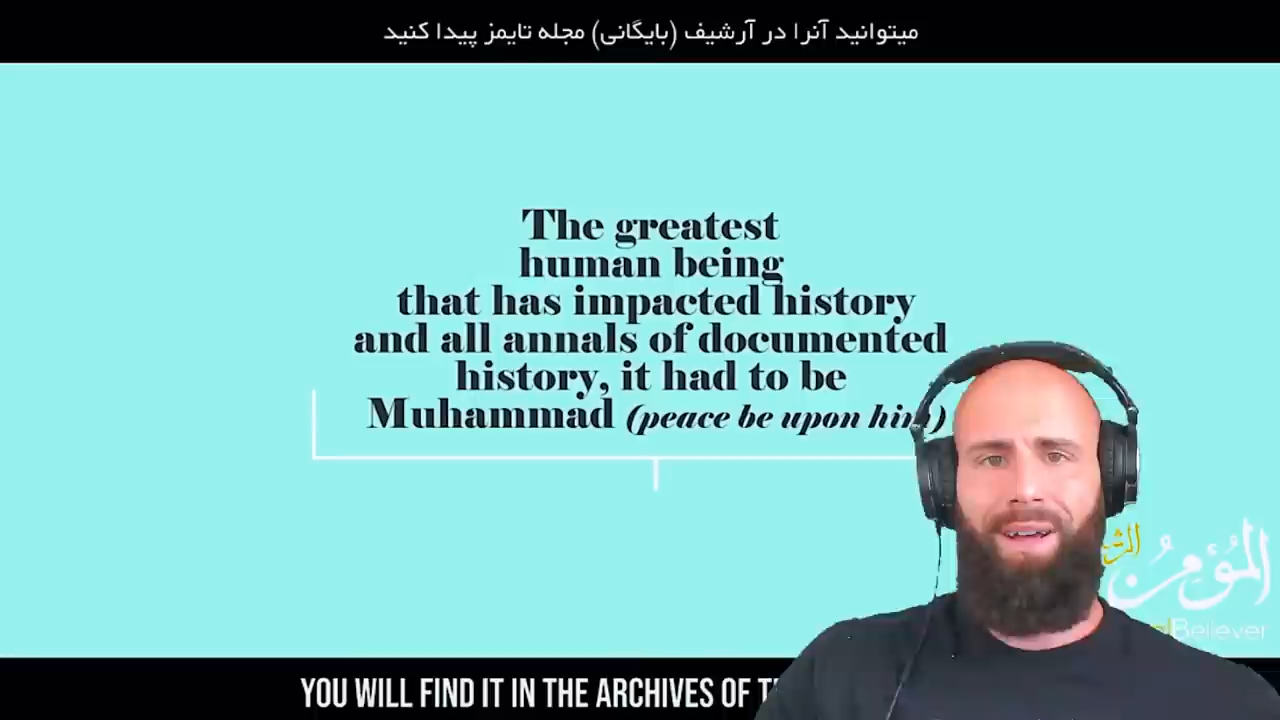 میتوانید آنرا در آرشیف (بایگانی) مجله تایمز پیدا کنید
The greatest
human being
that has impacted history
and all annals of documented
history, it had to be
Muhammad (peace be upon him)
المؤمن
Believer
YOU WILL FIND IT IN THE ARCHIVES OF